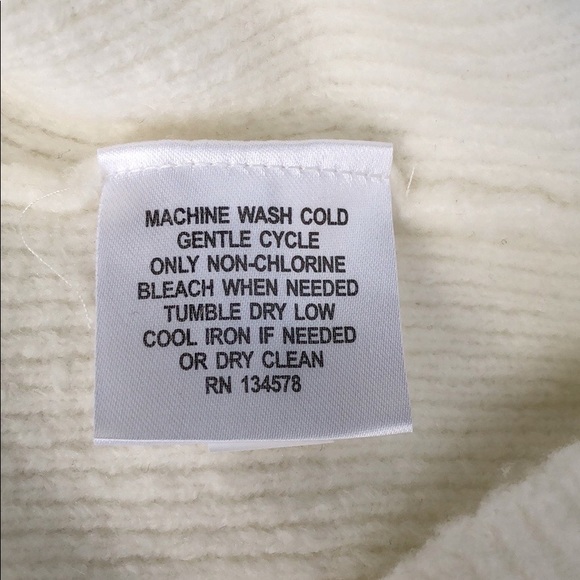 MACHINE WASH COLD
GENTLE CYCLE
ONLY NON-CHLORINE
BLEACH WHEN NEEDED
TUMBLE DRY LOW
COOL IRON IF NEEDED
OR DRY CLEAN
RN 134578